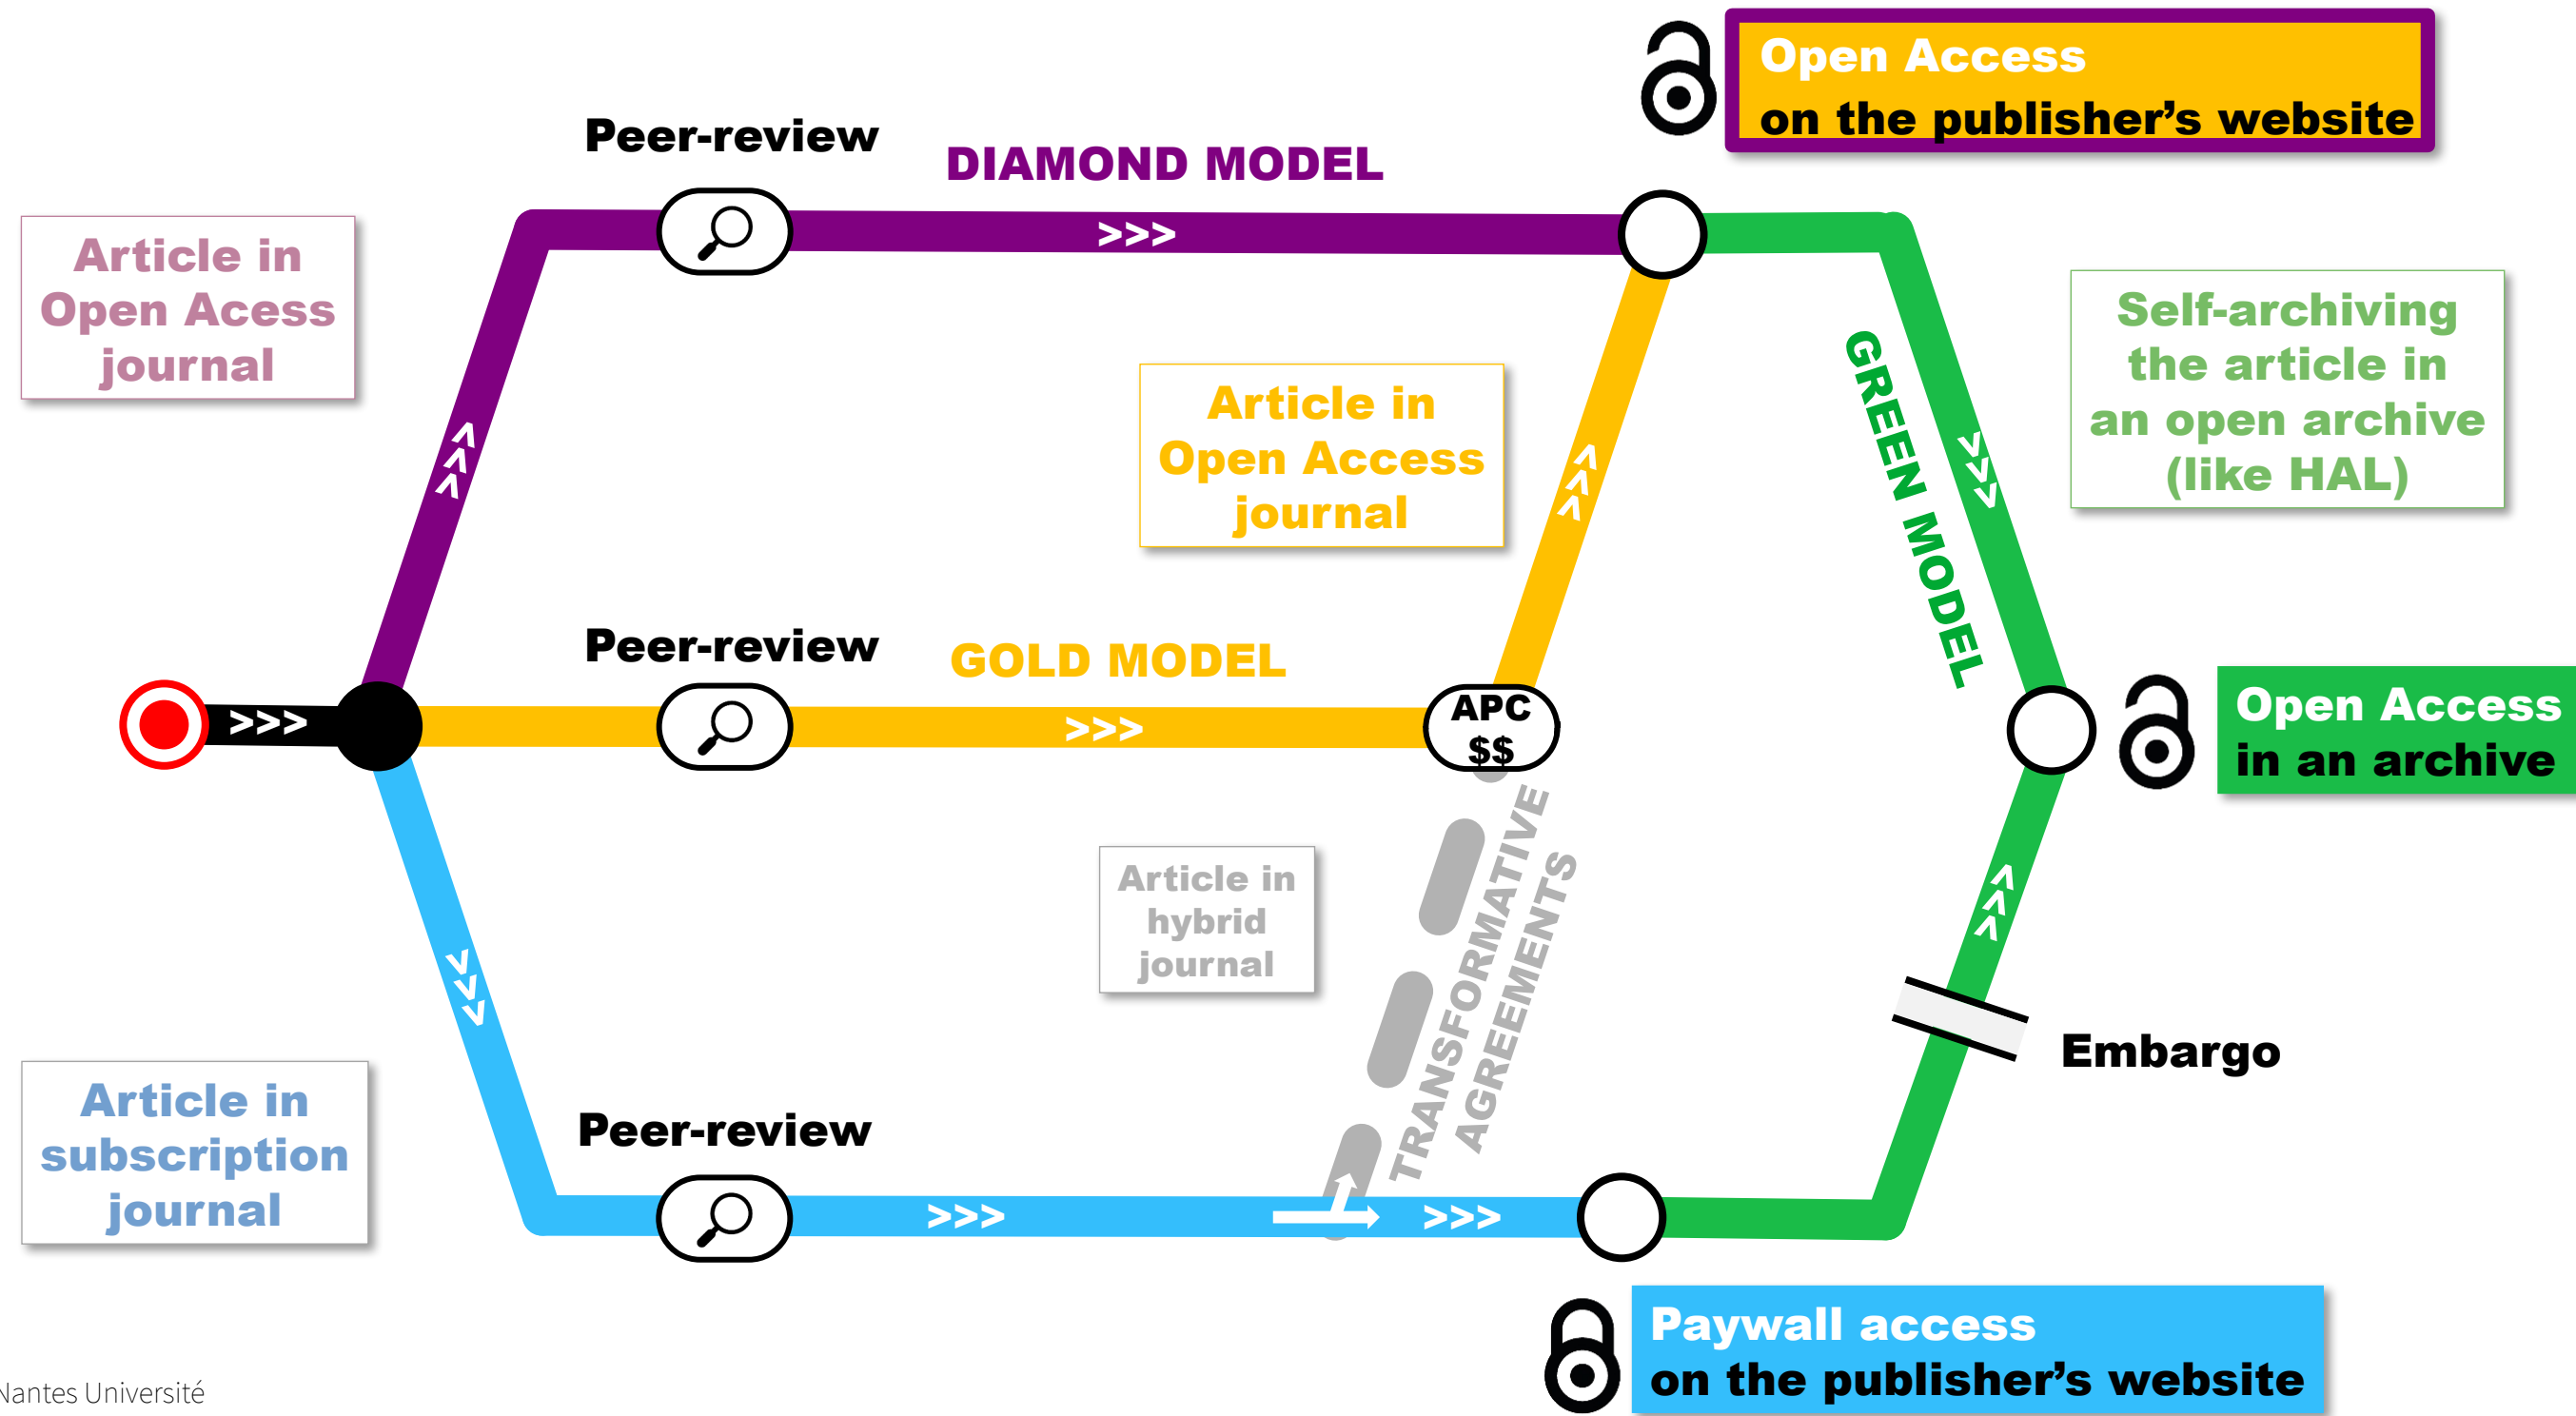 Open Access
on the publisher's website
Peer-review
DIAMOND MODEL
>>>
Article in
Open Acess
journal
>>>
Self-archiving
the article in
an open archive
(like HAL)
GREEN MODEL
>>>
Article in
Open Access
journal
>>>
Peer-review
GOLD MODEL
>>>
>>>
APC
$$
Open Access
in an archive
Article in
hybrid
journal
TRANSFORMATIVE
AGREEMENTS
>>>
>>>
Embargo
Article in
subscription
journal
Peer-review
>>>
>>>
Paywall access
on the publisher's website
Nantes Université